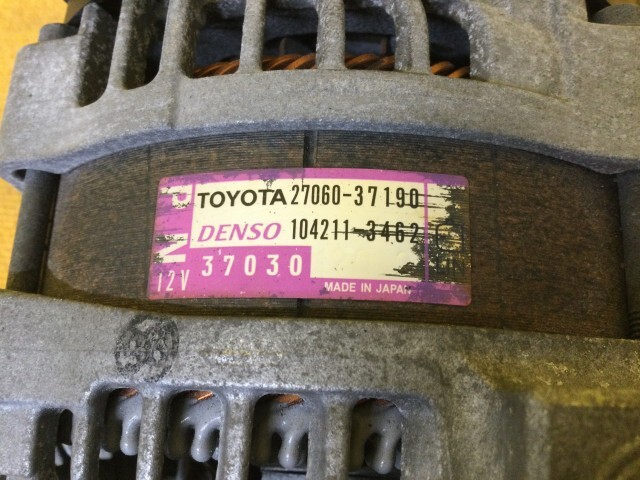 TOYOTA 27060-37190
DENSO 104211-3462
37030
12V
MADE IN JAPAN